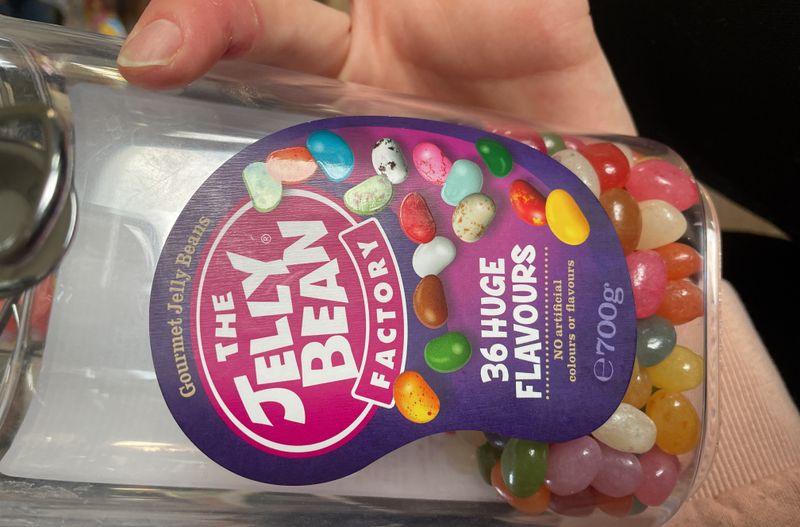 Gourmet Jelly Beans
THE
JELLY®
BEAN
FACTORY
36 HUGE
FLAVOURS
NO artificial
colours or flavours
℮700g